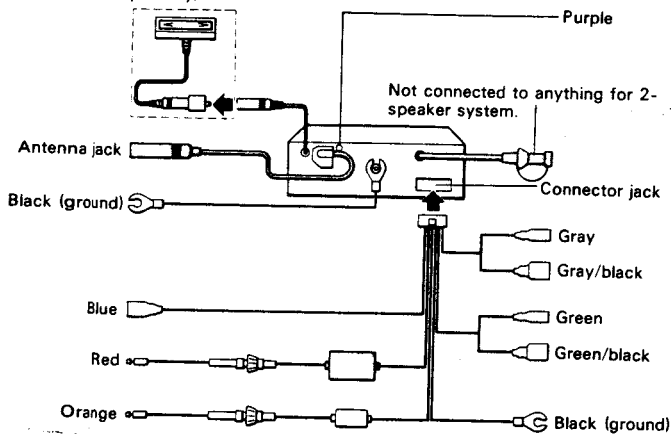 Purple
Not connected to anything for 2-
speaker system.
Antenna jack
Connector jack
Black (ground)
Gray
Gray/black
Blue
Green
Red
Green/black
Orange
Black (ground)